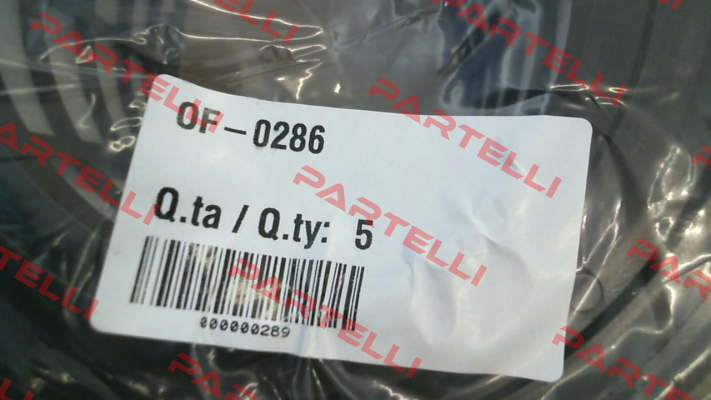 OF-0286
Q.ta / Q.ty: 5
000000289
PARTELLI
PARTELLI
PARTELLI
PARTELLI
PARTELLI
PARTELLI